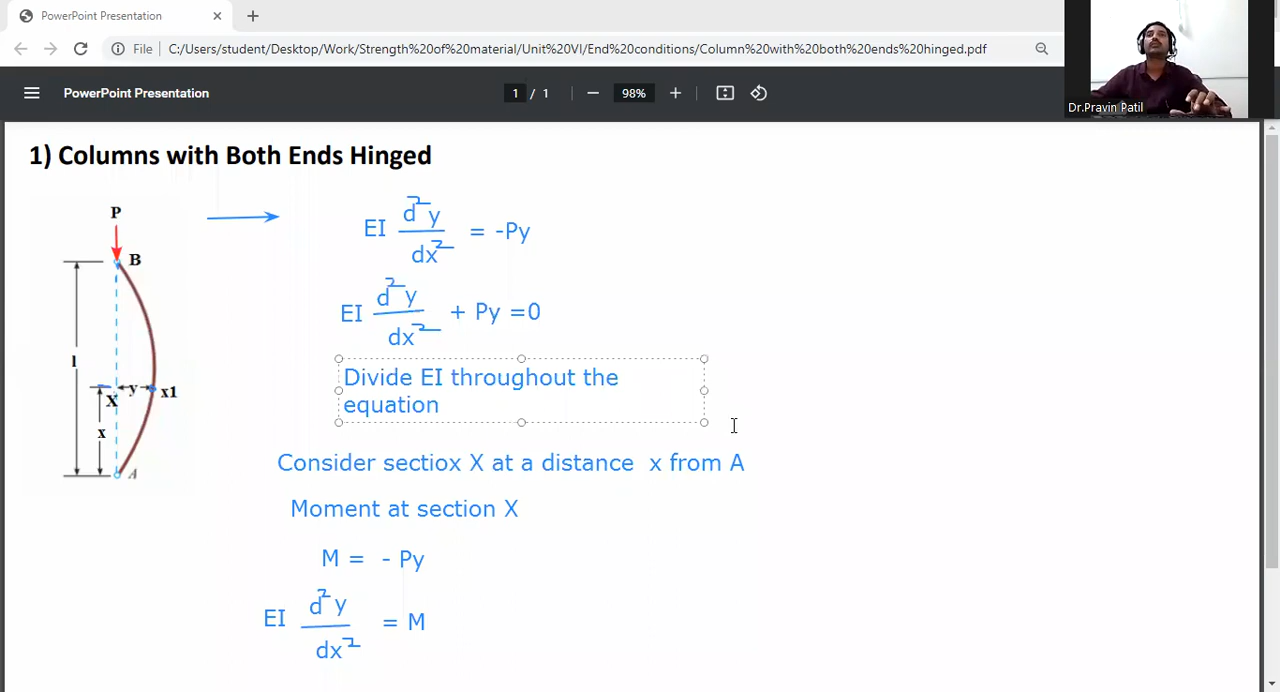 PowerPoint Presentation
File C:/Users/student/Desktop/Work/Strength%20of%20material/Unit%20VI/End%20conditions/Column%20with%20both%20ends%20hinged.pdf
PowerPoint Presentation
1 / 1
98%
Dr.Pravin Patil
1) Columns with Both Ends Hinged
P
B
l
y
X
x1
x
A
EI d²y/dx² = -Py
EI d²y/dx² + Py =0
Divide EI throughout the
equation
Consider sectiox X at a distance x from A
Moment at section X
M = - Py
EI d²y/dx² = M